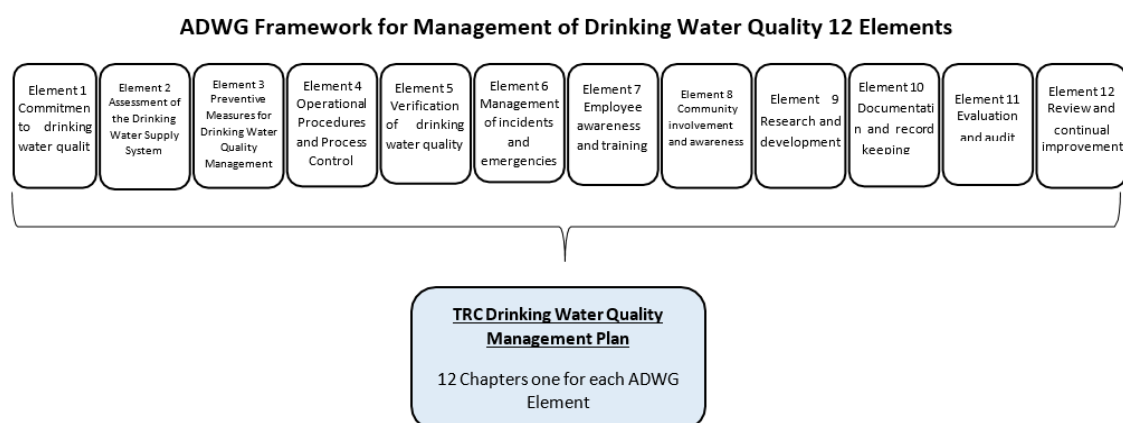 ADWG Framework for Management of Drinking Water Quality 12 Elements
Element 1
Commitmen
to drinking
water qualit
Element 2
Assessment of
the Drinking
Water Supply
System
Element 3
Preventive
Measures for
Drinking Water
Quality
Management
Element 4
Operational
Procedures
and Process
Control
Element 5
Verification
of drinking
water quality
Element 6
Management
of incidents
and
emergencies
Element 7
Employee
awareness
and training
Element 8
Community
involvement
and awareness
Element 9
Research and
development
Element 10
Documentati
n and record
keeping
Element 11
Evaluation
and audit
Element 12
Review and
continual
improvement
TRC Drinking Water Quality
Management Plan
12 Chapters one for each ADWG
Element